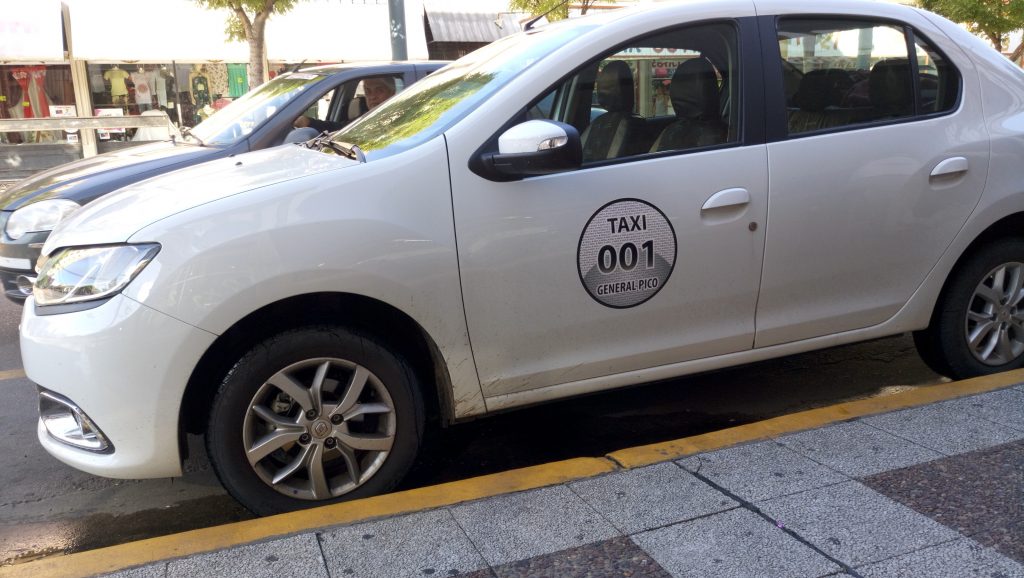 TAXI
001
GENERAL PICO